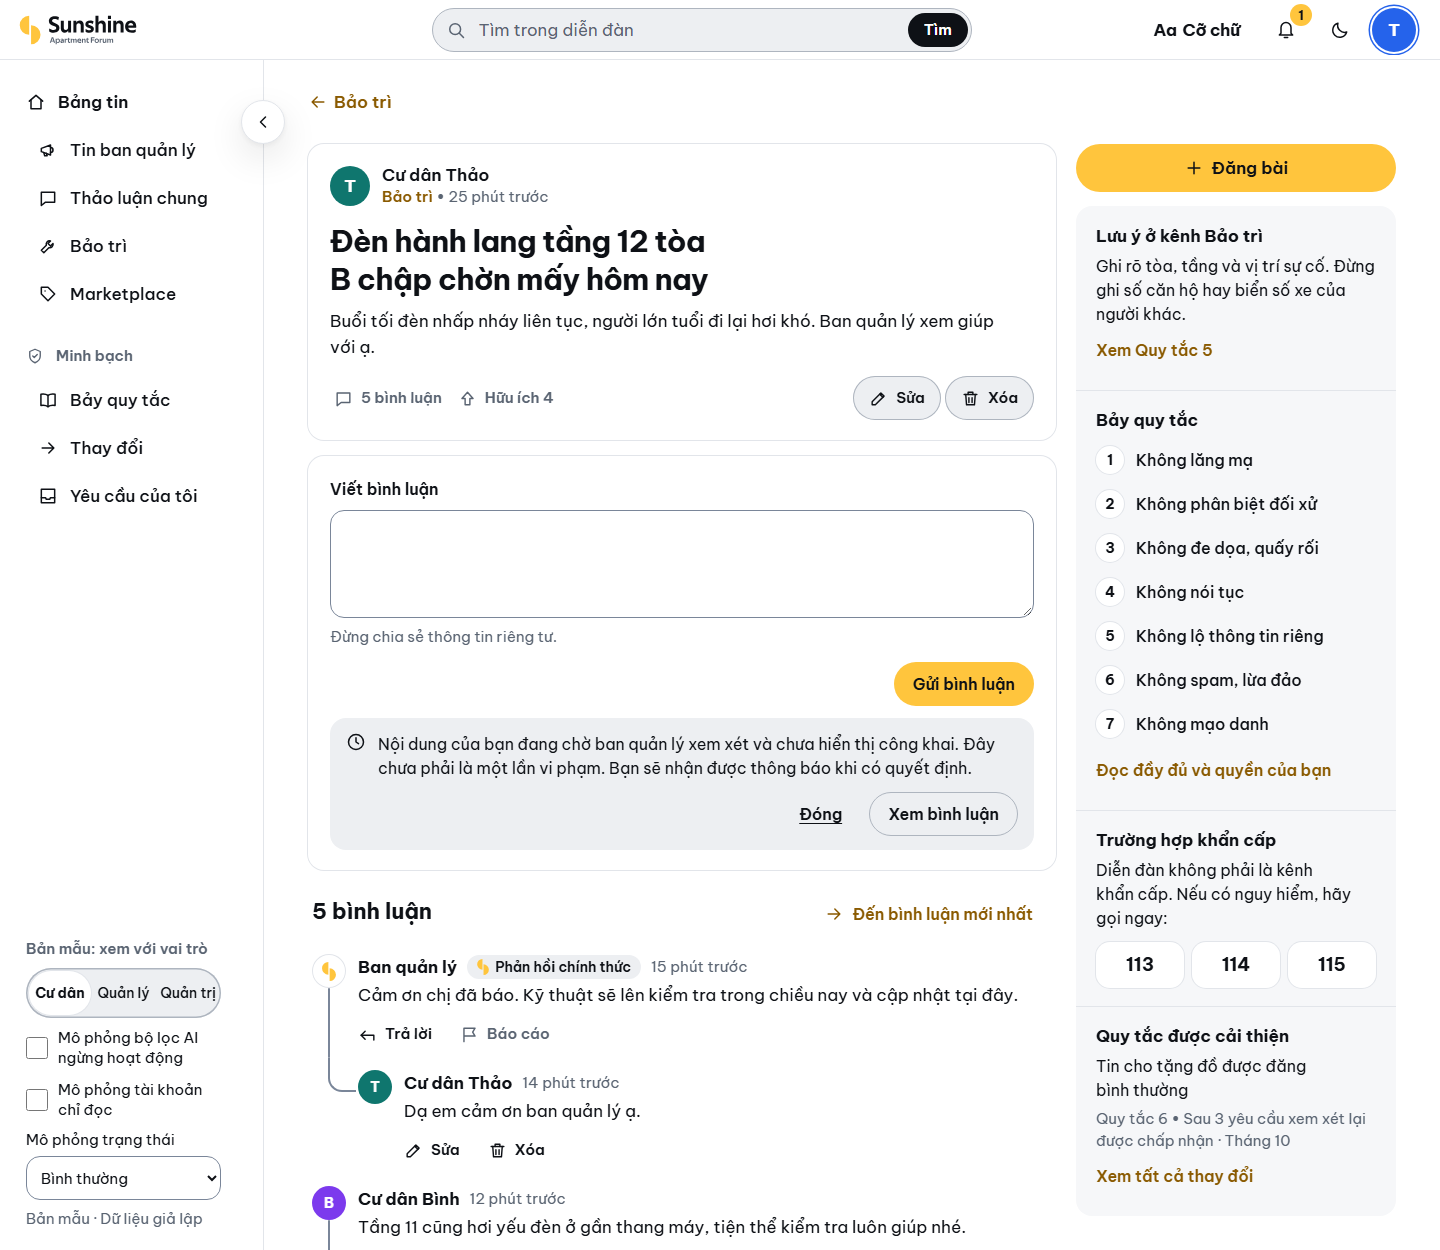 Sunshine
Apartment Forum
Tìm trong diễn đàn
Tìm
Aa Cỡ chữ
1
T
Bảng tin
Tin ban quản lý
Thảo luận chung
Bảo trì
Marketplace
Minh bạch
Bảy quy tắc
Thay đổi
Yêu cầu của tôi
Bản mẫu: xem với vai trò
Cư dân
Quản lý
Quản trị
Mô phỏng bộ lọc AI
ngừng hoạt động
Mô phỏng tài khoản
chỉ đọc
Mô phỏng trạng thái
Bình thường
Bản mẫu · Dữ liệu giả lập
Bảo trì
T
Cư dân Thảo
Bảo trì • 25 phút trước
Đèn hành lang tầng 12 tòa
B chập chờn mấy hôm nay
Buổi tối đèn nhấp nháy liên tục, người lớn tuổi đi lại hơi khó. Ban quản lý xem giúp
với ạ.
5 bình luận
Hữu ích 4
Sửa
Xóa
Viết bình luận
Đừng chia sẻ thông tin riêng tư.
Gửi bình luận
Nội dung của bạn đang chờ ban quản lý xem xét và chưa hiển thị công khai. Đây
chưa phải là một lần vi phạm. Bạn sẽ nhận được thông báo khi có quyết định.
Đóng
Xem bình luận
5 bình luận
Đến bình luận mới nhất
Ban quản lý
Phản hồi chính thức
15 phút trước
Cảm ơn chị đã báo. Kỹ thuật sẽ lên kiểm tra trong chiều nay và cập nhật tại đây.
Trả lời
Báo cáo
T
Cư dân Thảo
14 phút trước
Dạ em cảm ơn ban quản lý ạ.
Sửa
Xóa
B
Cư dân Bình
12 phút trước
Tầng 11 cũng hơi yếu đèn ở gần thang máy, tiện thể kiểm tra luôn giúp nhé.
Đăng bài
Lưu ý ở kênh Bảo trì
Ghi rõ tòa, tầng và vị trí sự cố. Đừng
ghi số căn hộ hay biển số xe của
người khác.
Xem Quy tắc 5
Bảy quy tắc
1 Không lăng mạ
2 Không phân biệt đối xử
3 Không đe dọa, quấy rối
4 Không nói tục
5 Không lộ thông tin riêng
6 Không spam, lừa đảo
7 Không mạo danh
Đọc đầy đủ và quyền của bạn
Trường hợp khẩn cấp
Diễn đàn không phải là kênh
khẩn cấp. Nếu có nguy hiểm, hãy
gọi ngay:
113
114
115
Quy tắc được cải thiện
Tin cho tặng đồ được đăng
bình thường
Quy tắc 6 • Sau 3 yêu cầu xem xét lại
được chấp nhận · Tháng 10
Xem tất cả thay đổi